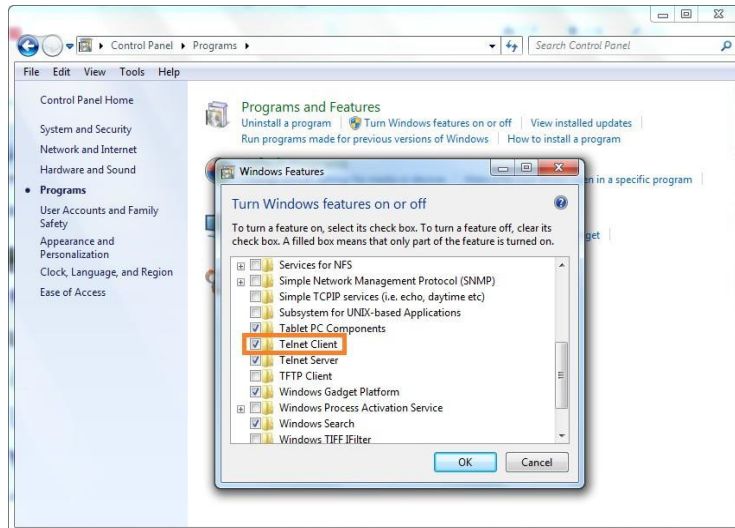 Control Panel Programs
Search Control Panel
File Edit View Tools Help
Control Panel Home
System and Security
Network and Internet
Hardware and Sound
Programs
User Accounts and Family
Safety
Appearance and
Personalization
Clock, Language, and Region
Ease of Access
Programs and Features
Uninstall a program Turn Windows features on or off View installed updates
Run programs made for previous versions of Windows How to install a program
en in a specific program
get
Windows Features
Turn Windows features on or off
To turn a feature on, select its check box. To turn a feature off, clear its
check box. A filled box means that only part of the feature is turned on.
Services for NFS
Simple Network Management Protocol (SNMP)
Simple TCPIP services (i.e. echo, daytime etc)
Subsystem for UNIX-based Applications
Tablet PC Components
Telnet Client
Telnet Server
TFTP Client
Windows Gadget Platform
Windows Process Activation Service
Windows Search
Windows TIFF IFilter
OK Cancel